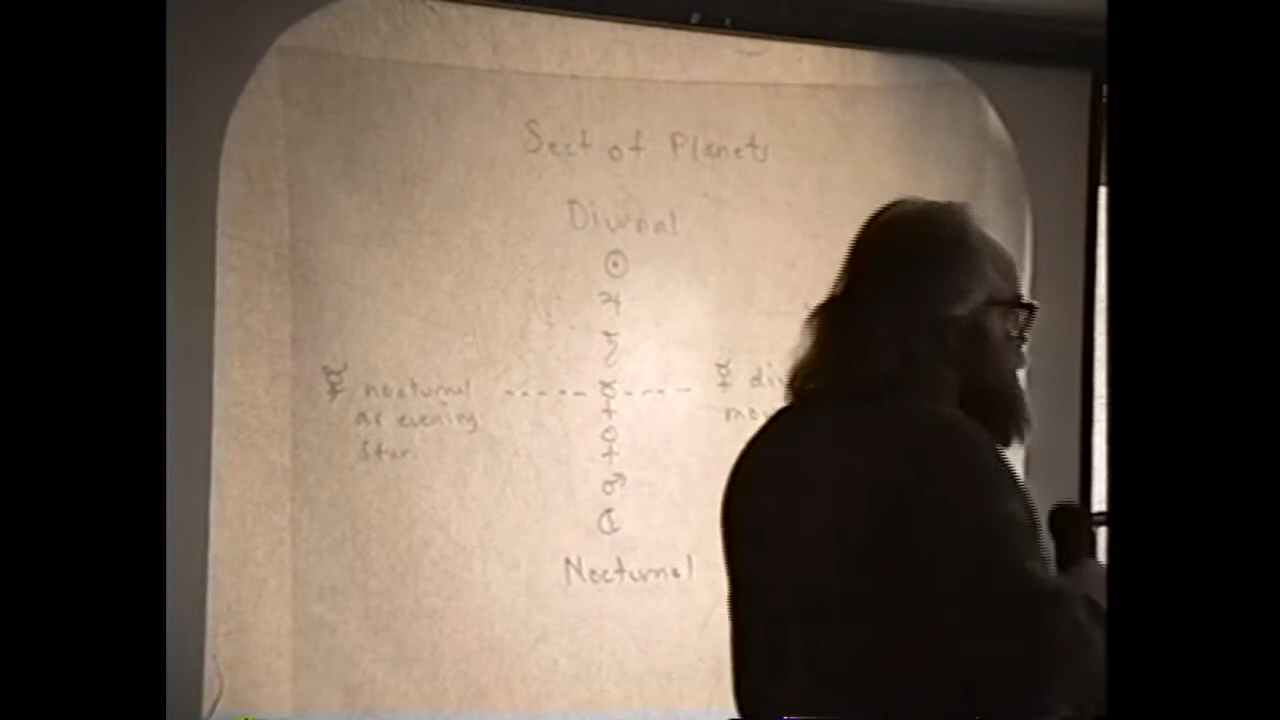 Sect of Planets
Diurnal
☉
♃
♄
☿ nocturnal
as evening
star
------ ☿ -----
☿
♀
♂
☾
Nocturnal